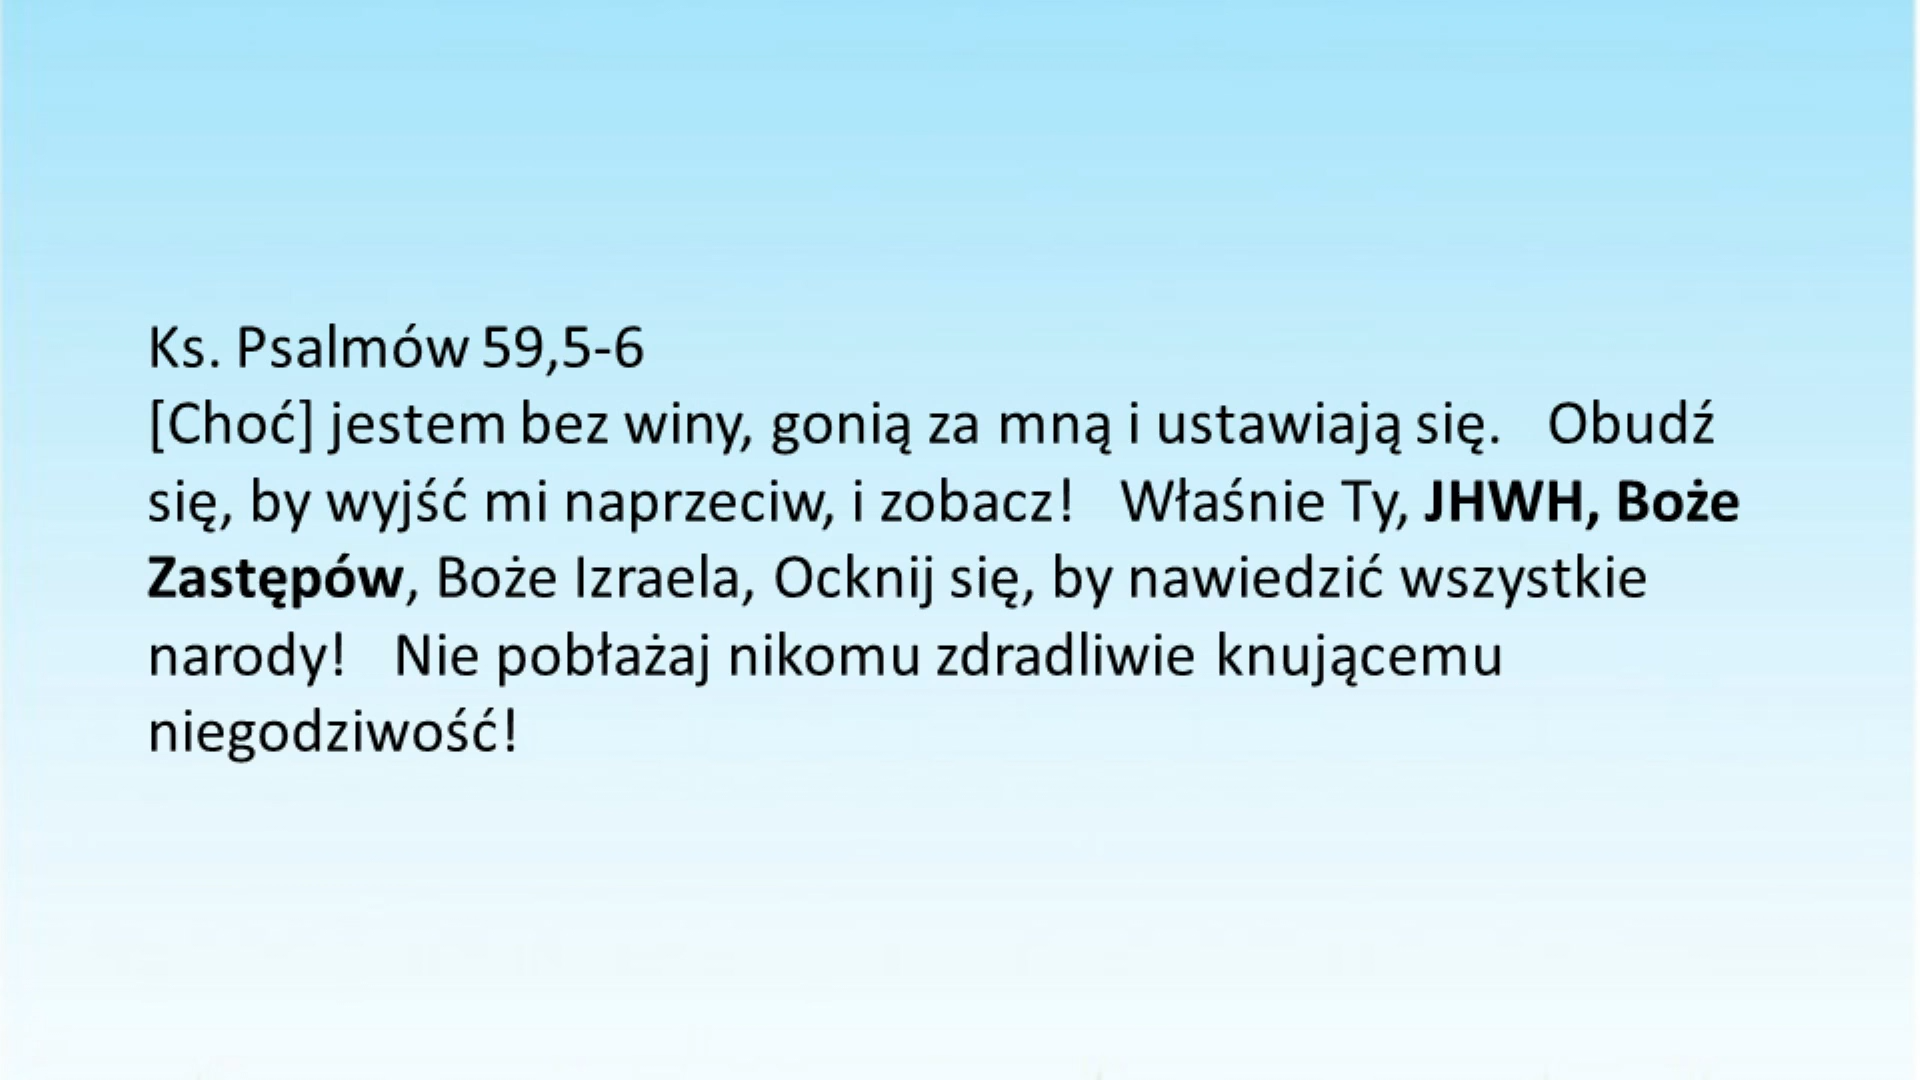 Ks. Psalmów 59,5-6
[Choć] jestem bez winy, gonią za mną i ustawiają się.   Obudź
się, by wyjść mi naprzeciw, i zobacz!   Właśnie Ty, JHWH, Boże
Zastępów, Boże Izraela, Ocknij się, by nawiedzić wszystkie
narody!   Nie pobłażaj nikomu zdradliwie knującemu
niegodziwość!